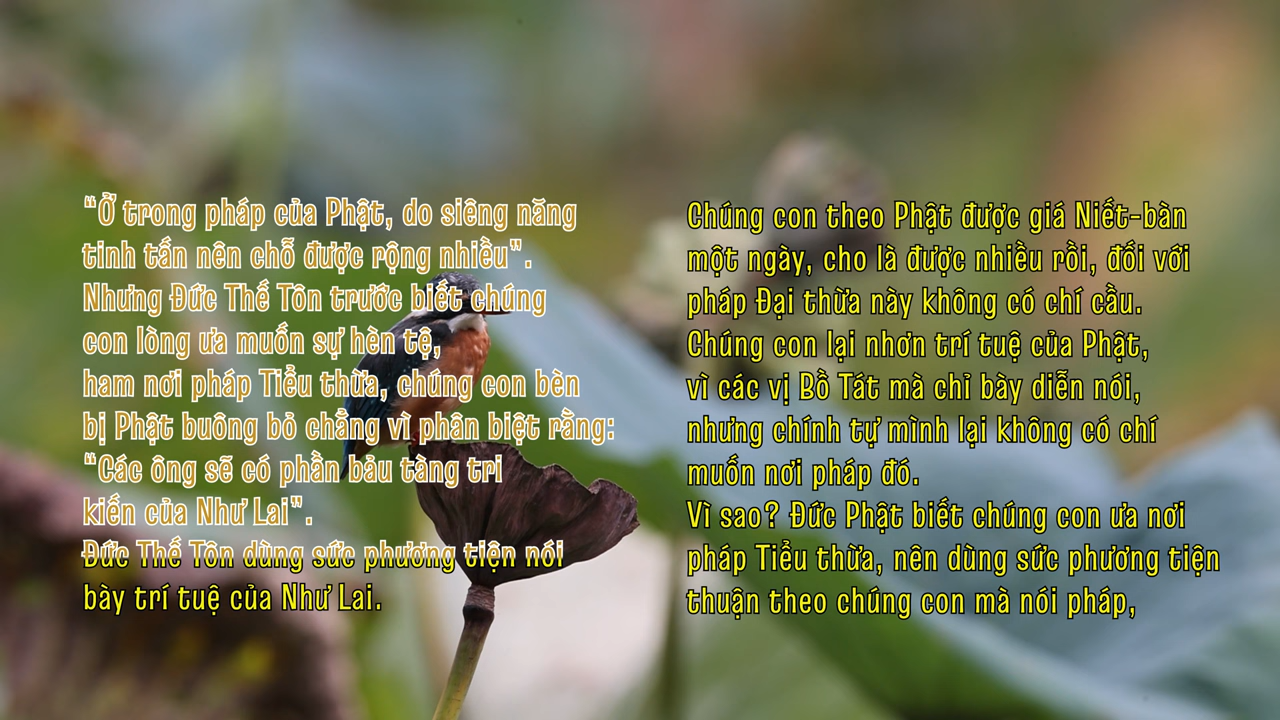 “Ở trong pháp của Phật, do siêng năng
tinh tấn nên chỗ được rộng nhiều”.
Nhưng Đức Thế Tôn trước biết chúng
con lòng ưa muốn sự hèn tệ,
ham nơi pháp Tiểu thừa, chúng con bèn
bị Phật buông bỏ chẳng vì phân biệt rằng:
“Các ông sẽ có phần bảu tàng tri
kiến của Như Lai”.
Đức Thế Tôn dùng sức phương tiện nói
bày trí tuệ của Như Lai.
Chúng con theo Phật được giá Niết-bàn
một ngày, cho là được nhiều rồi, đối với
pháp Đại thừa này không có chí cầu.
Chúng con lại nhơn trí tuệ của Phật,
vì các vị Bồ Tát mà chỉ bày diễn nói,
nhưng chính tự mình lại không có chí
muốn nơi pháp đó.
Vì sao? Đức Phật biết chúng con ưa nơi
pháp Tiểu thừa, nên dùng sức phương tiện
thuận theo chúng con mà nói pháp,